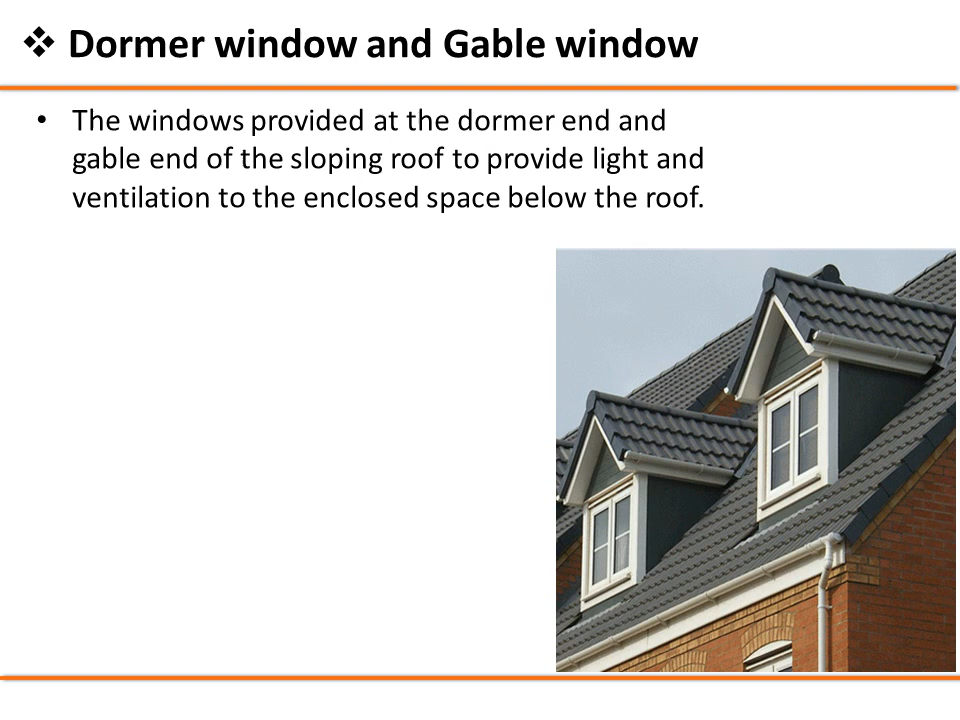 ❖ Dormer window and Gable window
• The windows provided at the dormer end and
gable end of the sloping roof to provide light and
ventilation to the enclosed space below the roof.